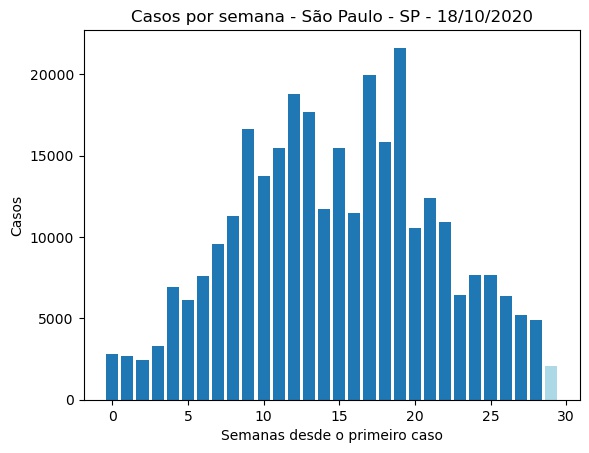 Casos por semana - São Paulo - SP - 18/10/2020
Casos
20000
15000
10000
5000
0
0 5 10 15 20 25 30
Semanas desde o primeiro caso